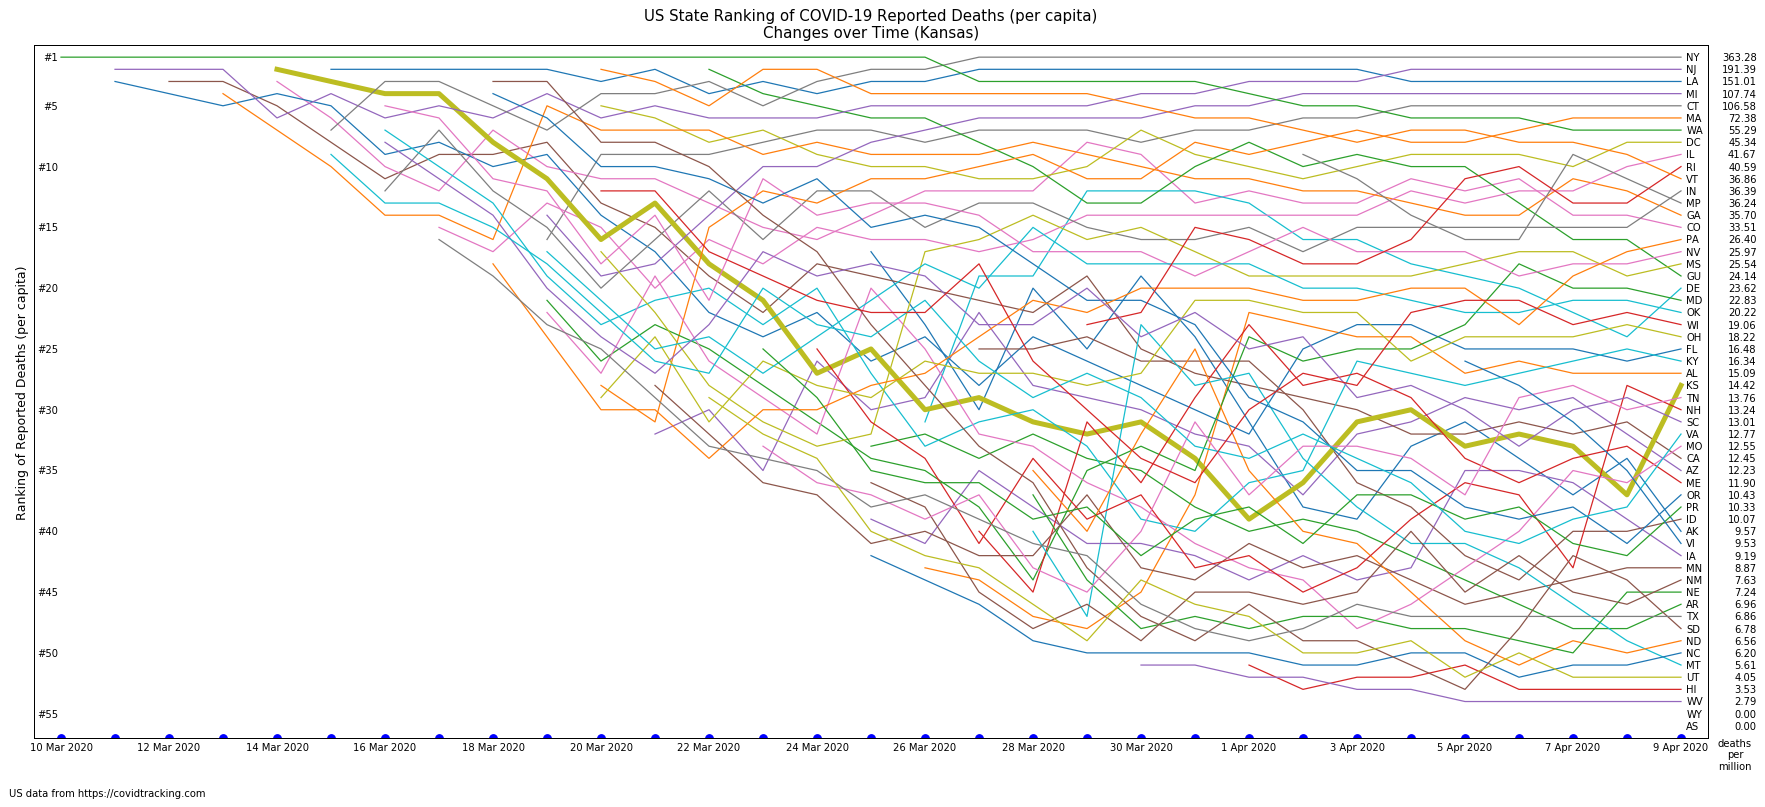 US State Ranking of COVID-19 Reported Deaths (per capita)
Changes over Time (Kansas)
Ranking of Reported Deaths (per capita)
#1
#5
#10
#15
#20
#25
#30
#35
#40
#45
#50
#55
NY 363.28
NJ 191.39
LA 151.01
MI 107.74
CT 106.58
MA 72.38
WA 55.29
DC 45.34
IL 41.67
RI 40.59
VT 36.86
IN 36.39
MP 36.24
GA 35.70
CO 33.51
PA 26.40
NV 25.97
MS 25.54
GU 24.14
DE 23.62
MD 22.83
OK 20.22
WI 19.06
OH 18.22
FL 16.48
KY 16.34
AL 15.09
KS 14.42
TN 13.76
NH 13.24
SC 13.01
VA 12.77
MO 12.55
CA 12.45
AZ 12.23
ME 11.90
OR 10.43
PR 10.33
ID 10.07
AK 9.57
VI 9.53
IA 9.19
MN 8.87
NM 7.63
NE 7.24
AR 6.96
TX 6.86
SD 6.78
ND 6.56
NC 6.20
MT 5.61
UT 4.05
HI 3.53
WV 2.79
WY 0.00
AS 0.00
10 Mar 2020 12 Mar 2020 14 Mar 2020 16 Mar 2020 18 Mar 2020 20 Mar 2020 22 Mar 2020 24 Mar 2020 26 Mar 2020 28 Mar 2020 30 Mar 2020 1 Apr 2020 3 Apr 2020 5 Apr 2020 7 Apr 2020 9 Apr 2020
deaths
per
million
US data from https://covidtracking.com